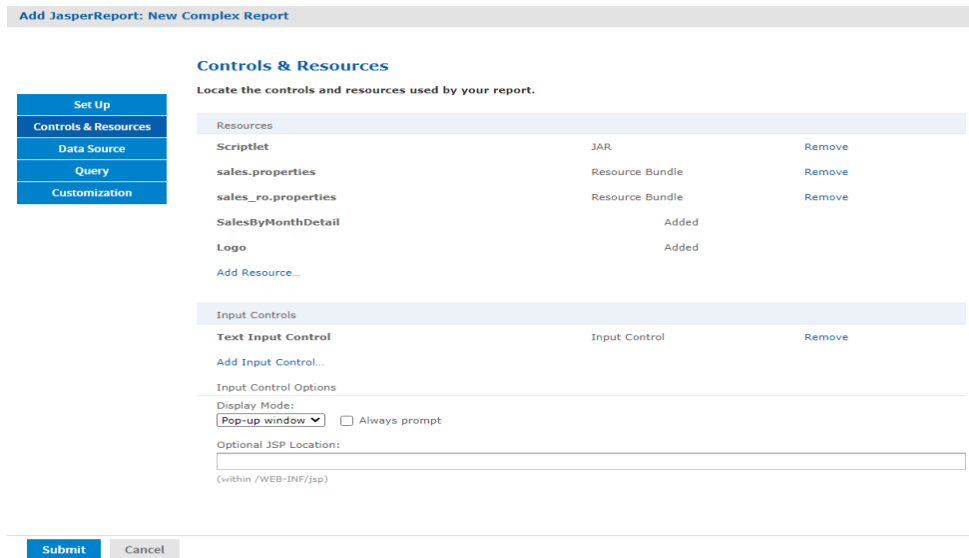 Add JasperReport: New Complex Report
Controls & Resources
Locate the controls and resources used by your report.
Set Up
Controls & Resources
Data Source
Query
Customization
Resources
Scriptlet JAR Remove
sales.properties Resource Bundle Remove
sales_ro.properties Resource Bundle Remove
SalesByMonthDetail Added
Logo Added
Add Resource...
Input Controls
Text Input Control Input Control Remove
Add Input Control...
Input Control Options
Display Mode:
Pop-up window Always prompt
Optional JSP Location:
(within /WEB-INF/jsp)
Submit Cancel